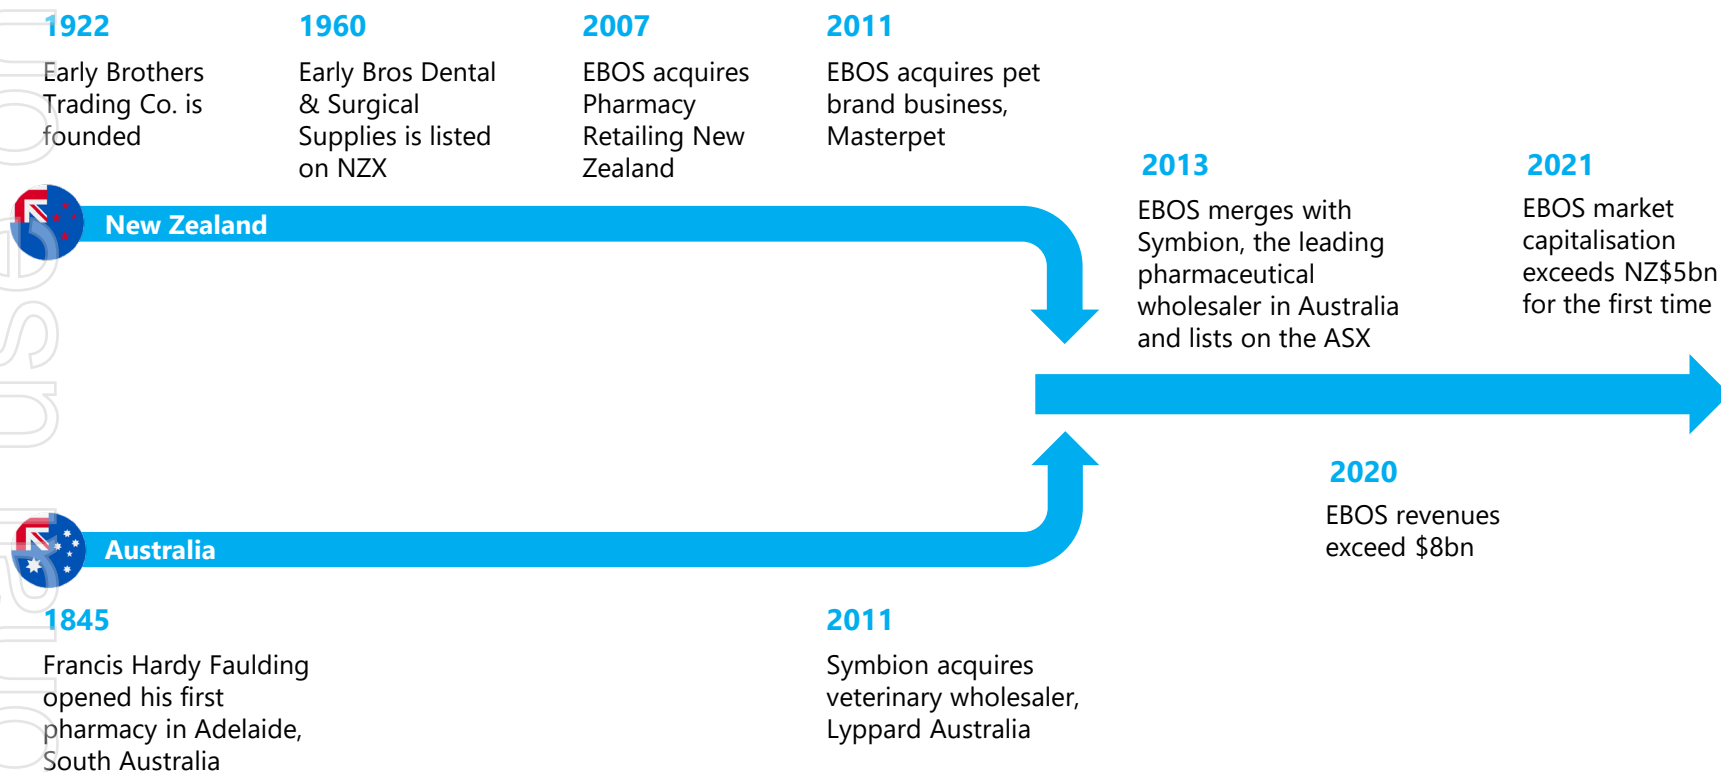 1922
Early Brothers
Trading Co. is
founded
1960
Early Bros Dental
& Surgical
Supplies is listed
on NZX
2007
EBOS acquires
Pharmacy
Retailing New
Zealand
2011
EBOS acquires pet
brand business,
Masterpet
2013
EBOS merges with
Symbion, the leading
pharmaceutical
wholesaler in Australia
and lists on the ASX
2021
EBOS market
capitalisation
exceeds NZ$5bn
for the first time
New Zealand
2020
EBOS revenues
exceed $8bn
Australia
1845
Francis Hardy Faulding
opened his first
pharmacy in Adelaide,
South Australia
2011
Symbion acquires
veterinary wholesaler,
Lyppard Australia